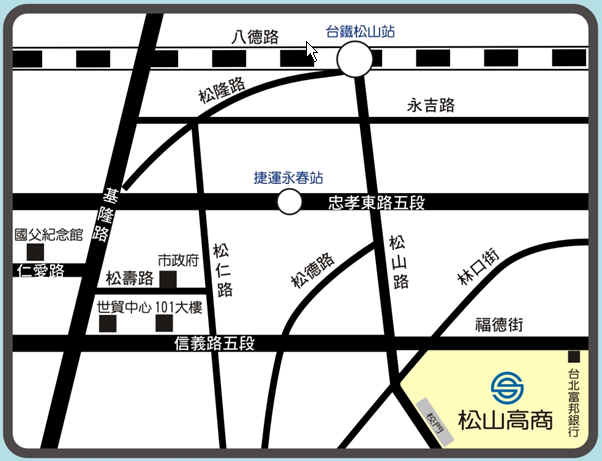 台鐵松山站
八德路
松隆路
永吉路
捷運永春站
基隆路
忠孝東路五段
國父紀念館
仁愛路
市政府
松壽路
松仁路
松德路
松山路
林口街
世貿中心
101大樓
福德街
信義路五段
台北富邦銀行
校門
松山高商